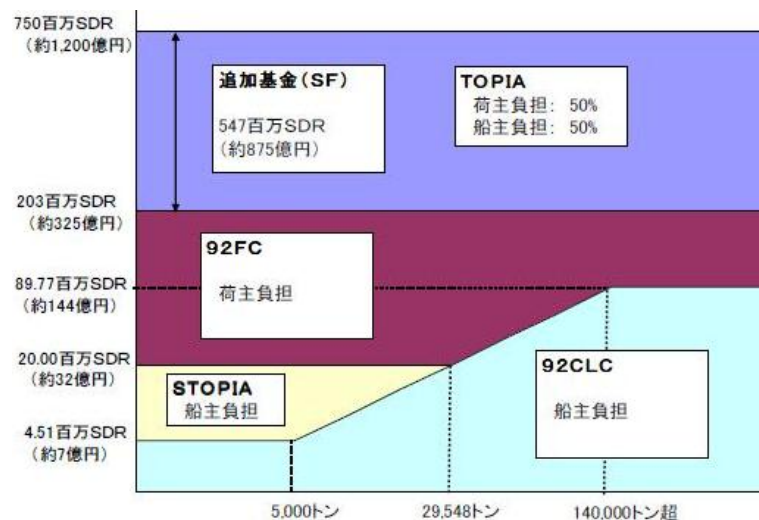 750百万SDR
（約1,200億円）
追加基金（SF）
547百万SDR
（約875億円）
TOPIA
荷主負担： 50%
船主負担： 50%
203百万SDR
（約325億円）
92FC
荷主負担
89.77百万SDR
（約144億円）
20.00百万SDR
（約32億円）
STOPIA
船主負担
92CLC
船主負担
4.51百万SDR
（約7億円）
5,000トン
29,548トン
140,000トン超